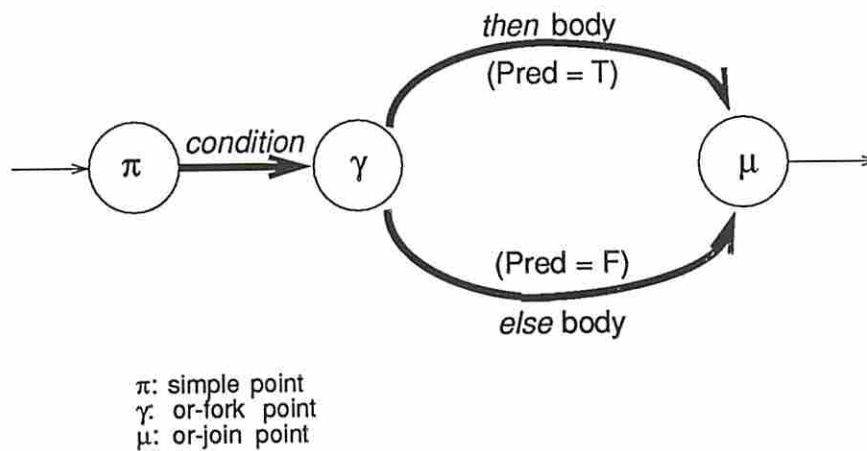 then body
(Pred = T)
condition
π
γ
μ
(Pred = F)
else body
π: simple point
γ: or-fork point
μ: or-join point